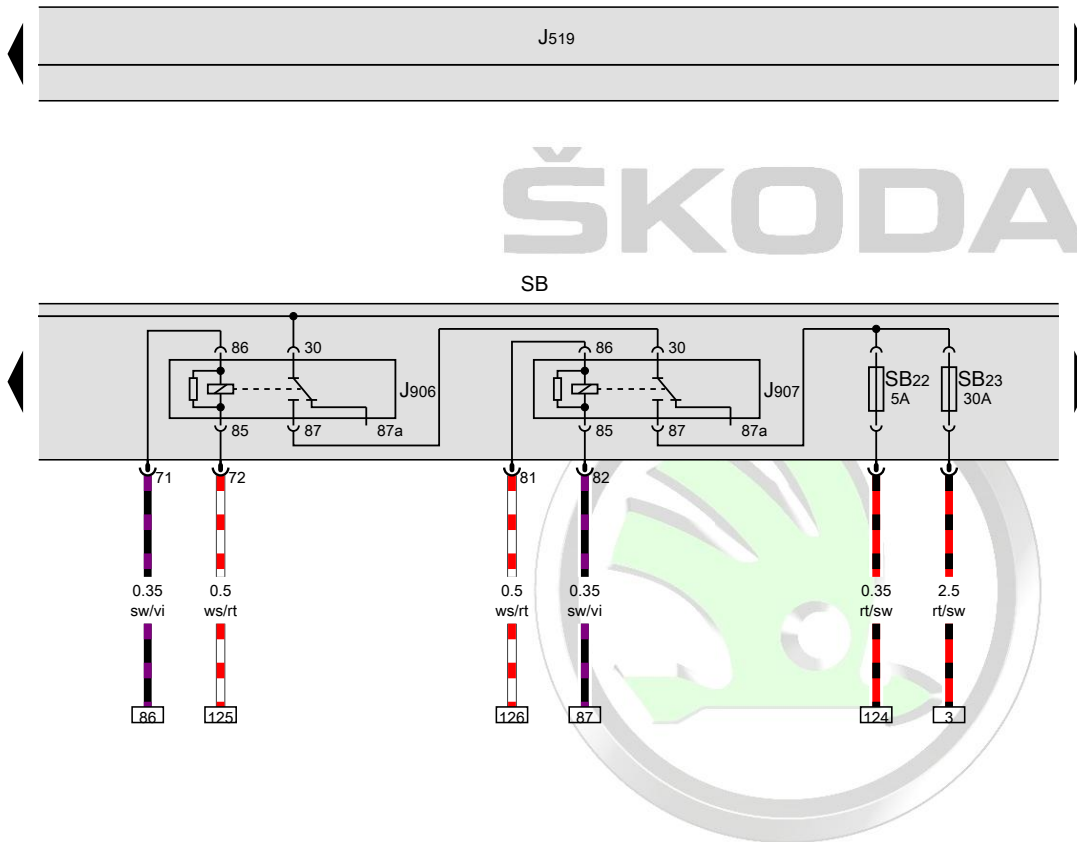 J519
ŠKODA
SB
86 30 86 30
J906 J907 SB22 SB23
5A 30A
85 87 87a 85 87 87a
71 72 81 82
0.35 0.5 0.5 0.35 0.35 2.5
sw/vi ws/rt ws/rt sw/vi rt/sw rt/sw
86 125 126 87 124 3